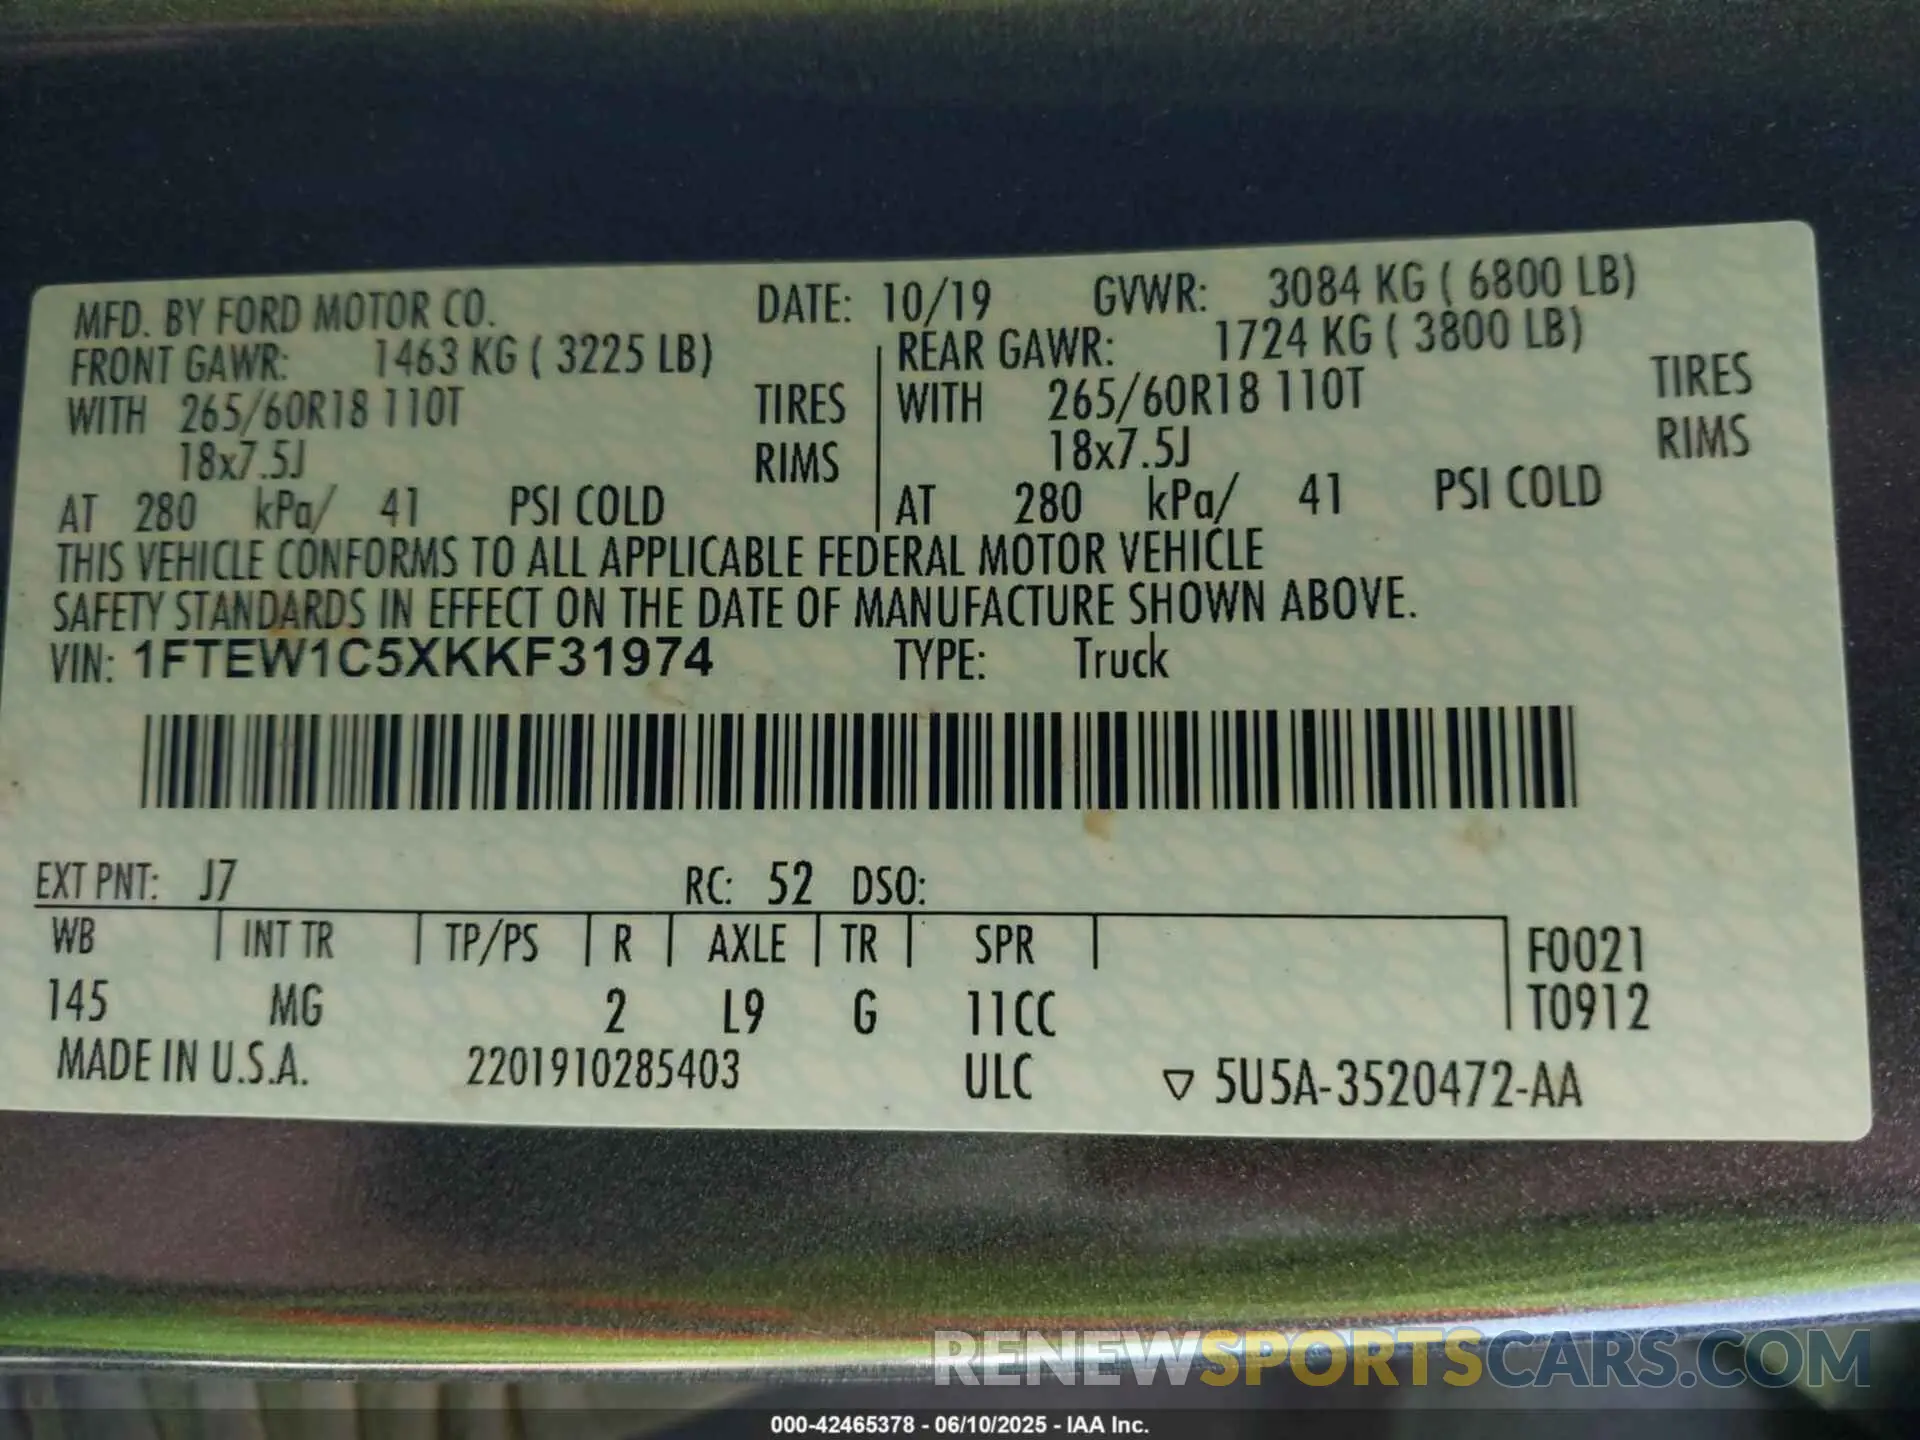 MFD. BY FORD MOTOR CO. DATE: 10/19 GVWR: 3084 KG ( 6800 LB)
FRONT GAWR: 1463 KG ( 3225 LB) REAR GAWR: 1724 KG ( 3800 LB)
WITH 265/60R18 110T TIRES WITH 265/60R18 110T TIRES
18x7.5J RIMS 18x7.5J RIMS
AT 280 kPa/ 41 PSI COLD AT 280 kPa/ 41 PSI COLD
THIS VEHICLE CONFORMS TO ALL APPLICABLE FEDERAL MOTOR VEHICLE
SAFETY STANDARDS IN EFFECT ON THE DATE OF MANUFACTURE SHOWN ABOVE.
VIN: 1FTEW1C5XKKF31974 TYPE: Truck
EXT PNT: J7 RC: 52 DSO:
WB INT TR TP/PS R AXLE TR SPR F0021
145 MG 2 L9 G 11CC T0912
MADE IN U.S.A. 2201910285403 ULC ▽ 5U5A-3520472-AA
RENEWSPORTSCARS.COM
000-42465378 - 06/10/2025 - IAA Inc.